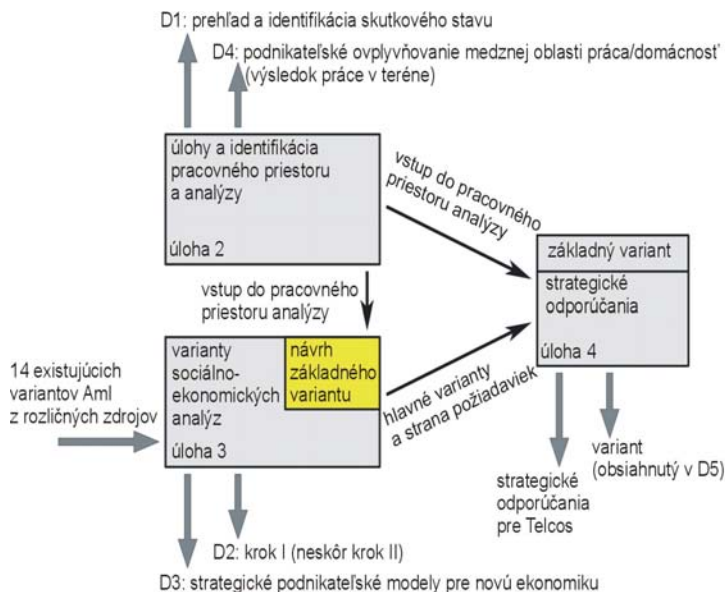 D1: prehľad a identifikácia skutkového stavu
D4: podnikateľské ovplyvňovanie medznej oblasti práca/domácnosť
(výsledok práce v teréne)
úlohy a identifikácia
pracovného priestoru
a analýzy
úloha 2
vstup do pracovného
priestoru analýzy
základný variant
strategické
odporúčania
úloha 4
vstup do pracovného
priestoru analýzy
14 existujúcich
variantov AmI
z rozličných zdrojov
varianty
sociálno-
ekonomických
analýz
úloha 3
návrh
základného
variantu
hlavné varianty
a strana požiadaviek
strategické
odporúčania
pre Telcos
variant
(obsiahnutý v D5)
D2: krok I (neskôr krok II)
D3: strategické podnikateľské modely pre novú ekonomiku